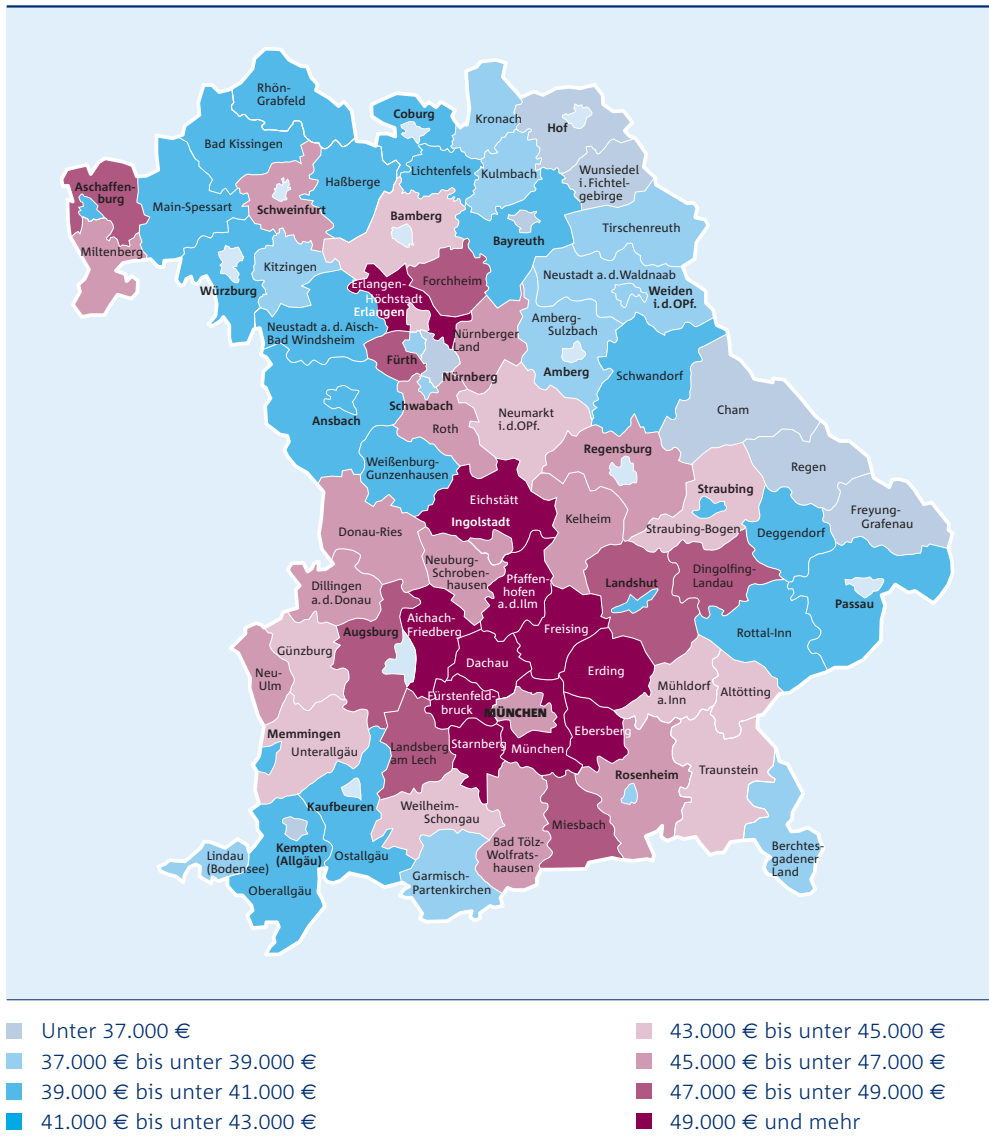 Rhön-
Grabfeld
Coburg
Kronach
Hof
Bad Kissingen
Lichtenfels
Kulmbach
Wunsiedel
i. Fichtel-
gebirge
Aschaffen-
burg
Main-Spessart
Haßberge
Schweinfurt
Bamberg
Bayreuth
Tirschenreuth
Miltenberg
Würzburg
Kitzingen
Erlangen-
Höchstadt
Erlangen
Forchheim
Neustadt a.d.Waldnaab
Weiden
i.d.OPf.
Neustadt a.d. Aisch-
Bad Windsheim
Amberg-
Sulzbach
Amberg
Nürnberger
Land
Fürth
Nürnberg
Schwandorf
Schwabach
Ansbach
Roth
Neumarkt
i.d.OPf.
Cham
Regensburg
Weißenburg-
Gunzenhausen
Regen
Straubing
Eichstätt
Ingolstadt
Kelheim
Straubing-Bogen
Freyung-
Grafenau
Deggendorf
Donau-Ries
Neuburg-
Schroben-
hausen
Pfaffen-
hofen
a.d.Ilm
Landshut
Dingolfing-
Landau
Passau
Dillingen
a.d.Donau
Augsburg
Aichach-
Friedberg
Freising
Rottal-Inn
Günzburg
Neu-
Ulm
Dachau
Erding
Mühldorf
a. Inn
Altötting
Fürstenfeld-
bruck
MÜNCHEN
Ebersberg
Memmingen
Unterallgäu
Landsberg
am Lech
Starnberg
München
Rosenheim
Traunstein
Kaufbeuren
Weilheim-
Schongau
Miesbach
Bad Tölz-
Wolfrats-
hausen
Kempten
(Allgäu)
Ostallgäu
Lindau
(Bodensee)
Oberallgäu
Garmisch-
Partenkirchen
Berchtes-
gadener
Land
Unter 37.000 €
37.000 € bis unter 39.000 €
39.000 € bis unter 41.000 €
41.000 € bis unter 43.000 €
43.000 € bis unter 45.000 €
45.000 € bis unter 47.000 €
47.000 € bis unter 49.000 €
49.000 € und mehr